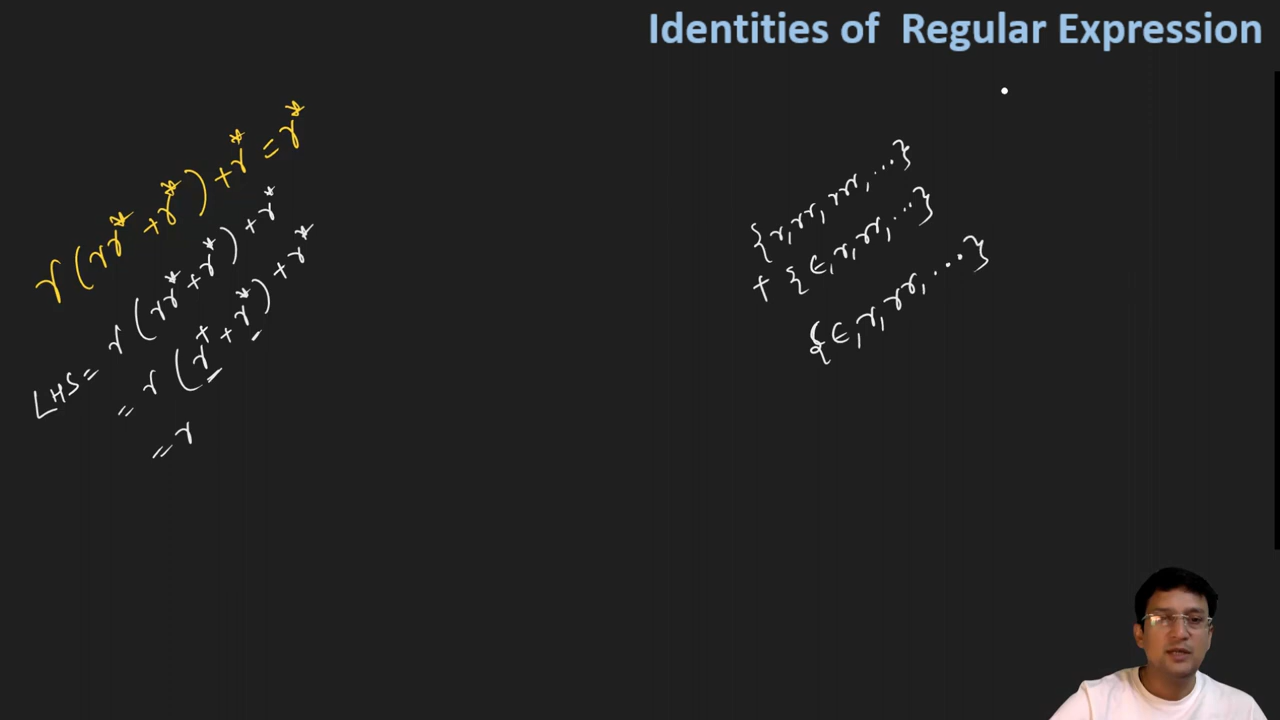 Identities of Regular Expression
r(rr* + r*) + r* = r*
LHS = r(rr* + r*) + r*
= r(r+ + r*) + r*
= r
{r, rr, rrr, ...}
+ {ε, r, rr, ...}
{ε, r, rr, ...}